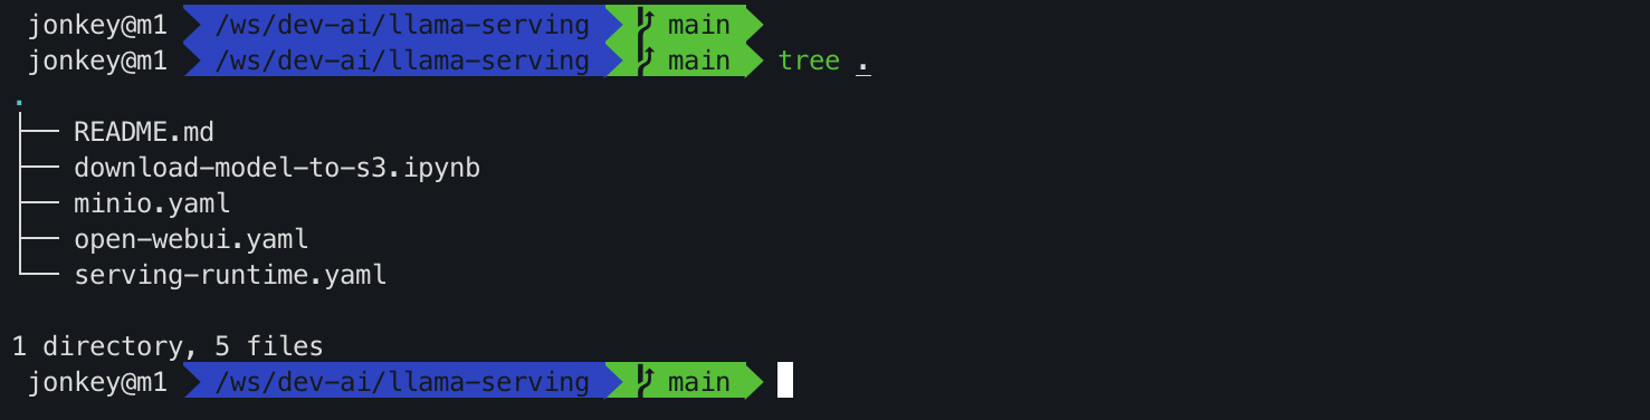 jonkey@m1 /ws/dev-ai/llama-serving main
jonkey@m1 /ws/dev-ai/llama-serving main tree .
.
├── README.md
├── download-model-to-s3.ipynb
├── minio.yaml
├── open-webui.yaml
└── serving-runtime.yaml
1 directory, 5 files
jonkey@m1 /ws/dev-ai/llama-serving main